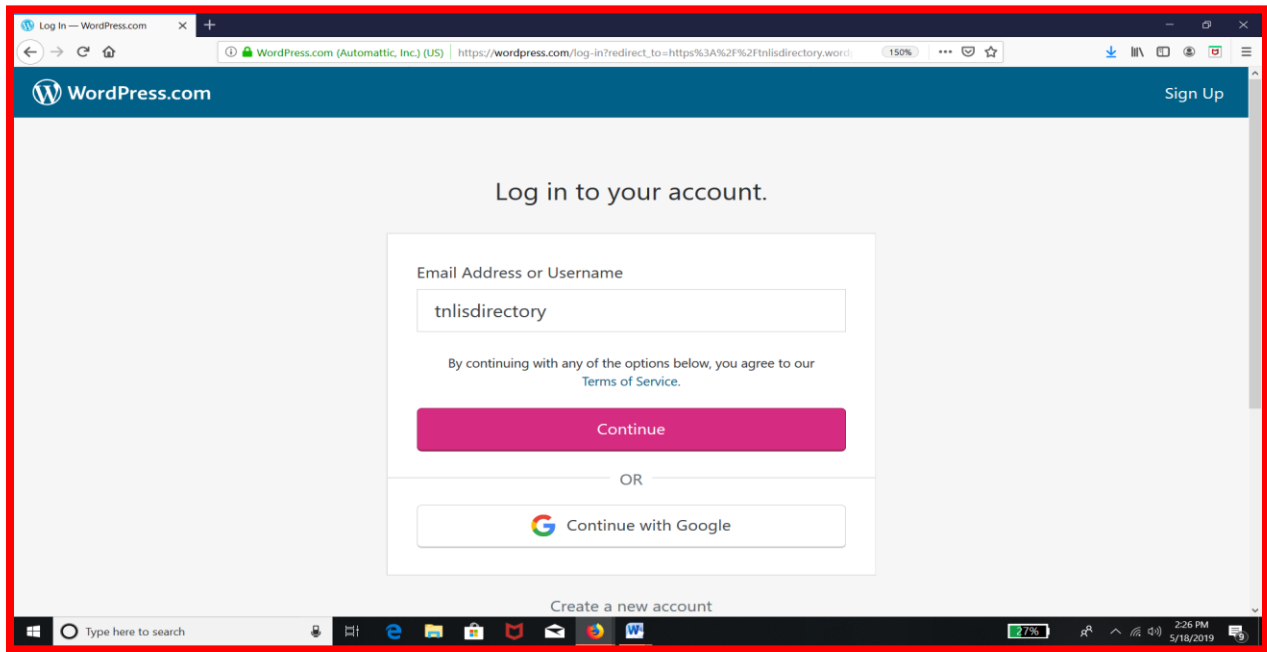 Log In — WordPress.com
WordPress.com (Automattic, Inc.) (US) https://wordpress.com/log-in?redirect_to=https%3A%2F%2Ftnlisdirectory.word 150%
WordPress.com Sign Up
Log in to your account.
Email Address or Username
tnlisdirectory
By continuing with any of the options below, you agree to our
Terms of Service.
Continue
OR
Continue with Google
Create a new account
Type here to search 27% 2:26 PM
5/18/2019